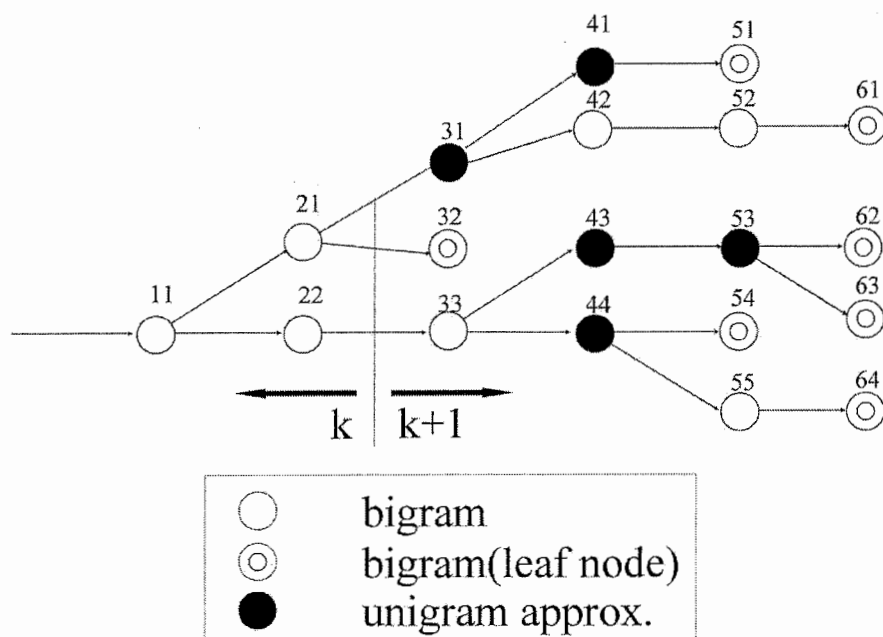 41 51
42 52 61
31
21 32 43 53 62
11 22 33 44 54 63
55 64
k k+1
bigram
bigram(leaf node)
unigram approx.